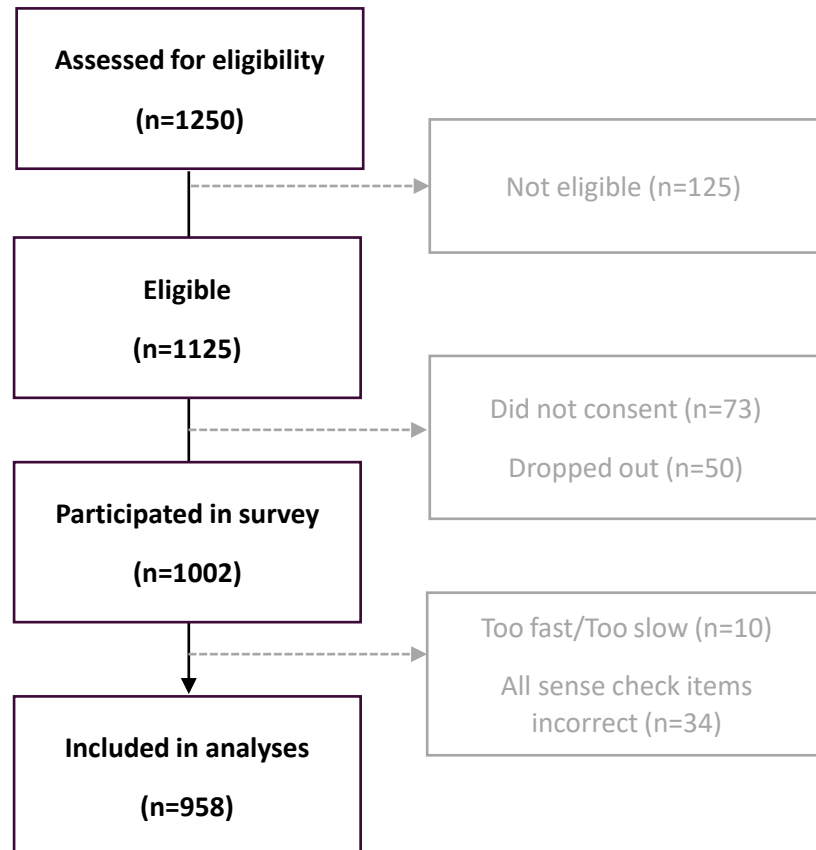 Assessed for eligibility
(n=1250)
Not eligible (n=125)
Eligible
(n=1125)
Did not consent (n=73)
Dropped out (n=50)
Participated in survey
(n=1002)
Too fast/Too slow (n=10)
All sense check items
incorrect (n=34)
Included in analyses
(n=958)